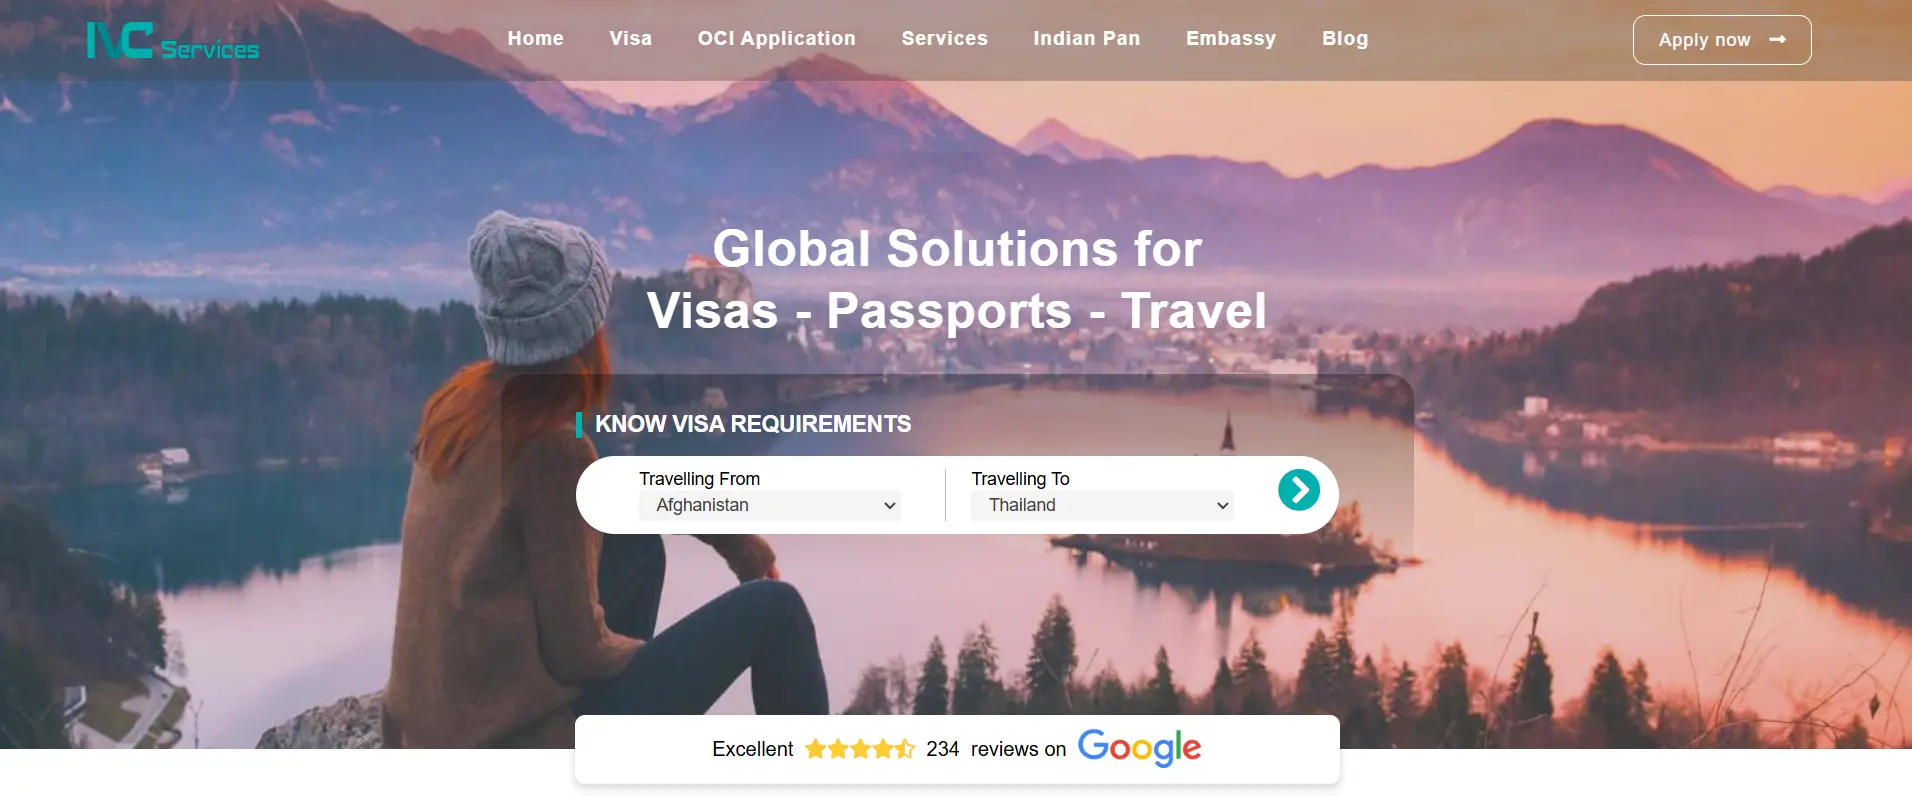 IVC Services
Home Visa OCI Application Services Indian Pan Embassy Blog
Apply now
Global Solutions for
Visas - Passports - Travel
KNOW VISA REQUIREMENTS
Travelling From
Afghanistan
Travelling To
Thailand
Excellent 234 reviews on Google